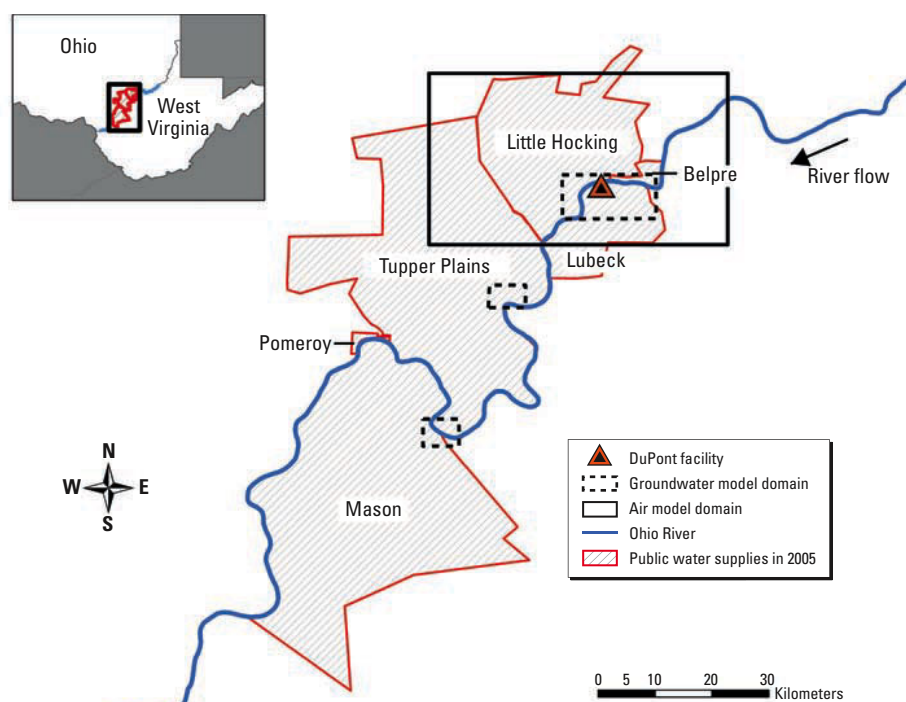 Ohio
West
Virginia
Little Hocking
Belpre
River flow
Tupper Plains
Lubeck
Pomeroy
Mason
N
W E
S
DuPont facility
Groundwater model domain
Air model domain
Ohio River
Public water supplies in 2005
0 5 10 20 30
Kilometers